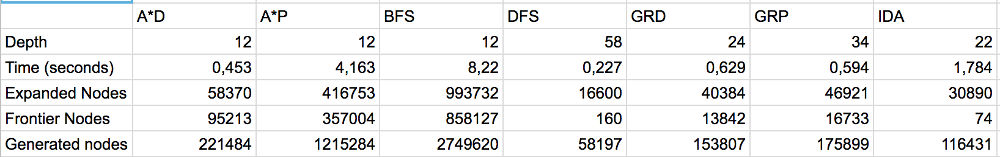 A*D A*P BFS DFS GRD GRP IDA
Depth 12 12 12 58 24 34 22
Time (seconds) 0,453 4,163 8,22 0,227 0,629 0,594 1,784
Expanded Nodes 58370 416753 993732 16600 40384 46921 30890
Frontier Nodes 95213 357004 858127 160 13842 16733 74
Generated nodes 221484 1215284 2749620 58197 153807 175899 116431